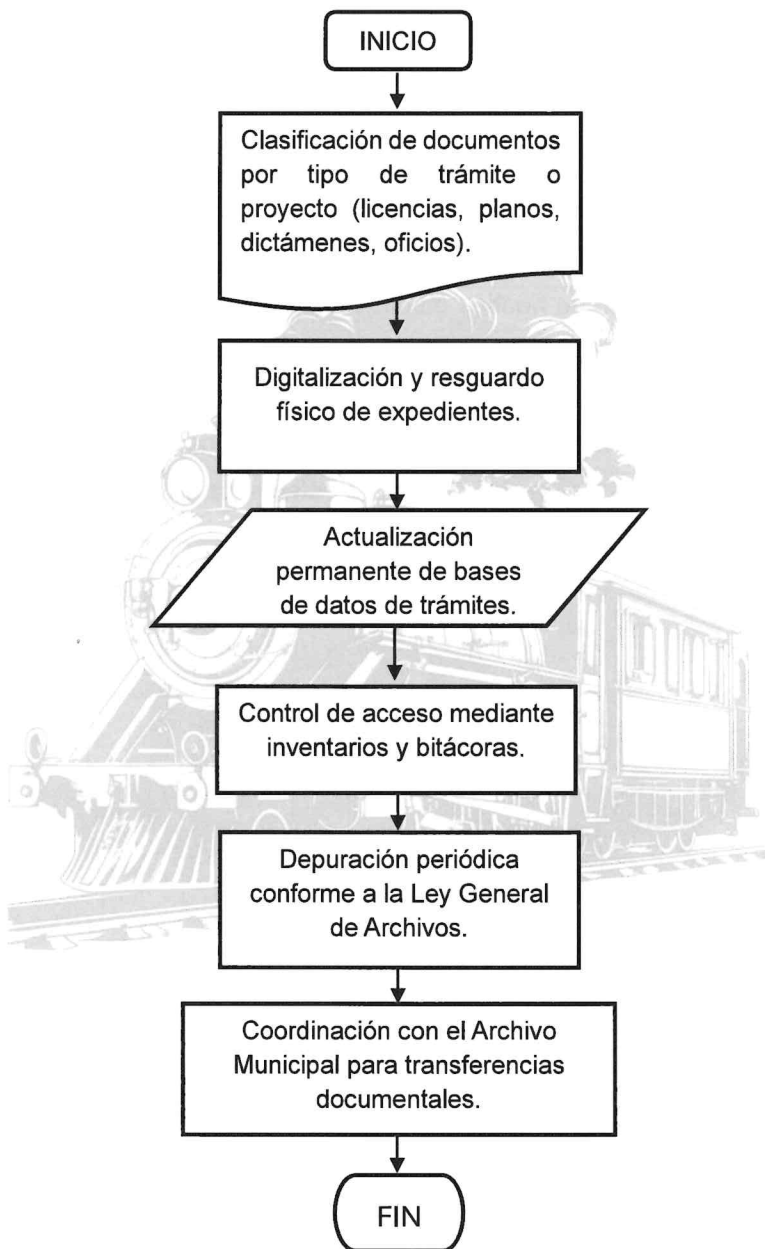 INICIO
Clasificación de documentos
por tipo de trámite o
proyecto (licencias, planos,
dictámenes, oficios).
Digitalización y resguardo
físico de expedientes.
Actualización
permanente de bases
de datos de trámites.
Control de acceso mediante
inventarios y bitácoras.
Depuración periódica
conforme a la Ley General
de Archivos.
Coordinación con el Archivo
Municipal para transferencias
documentales.
FIN